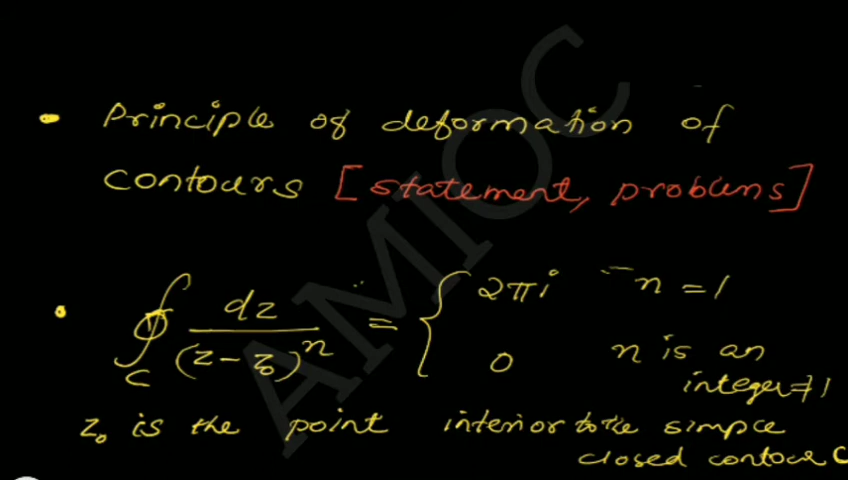 Principle of deformation of
contours [statement, problems]
∮_C dz/(z-z₀)ⁿ = { 2πi n=1
0 n is an
integer≠1
z₀ is the point interior to the simple
closed contour C
AMIOC